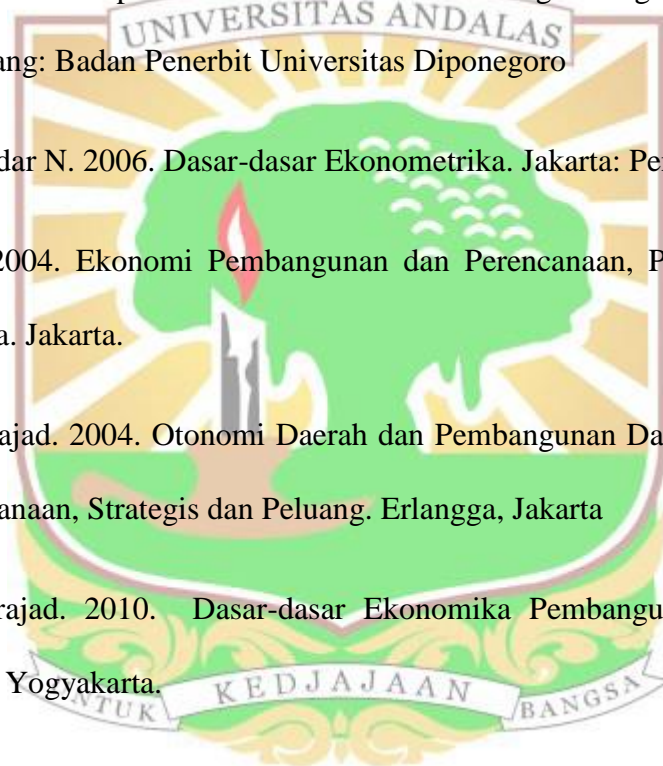 UNIVERSITAS ANDALAS
ang: Badan Penerbit Universitas Diponegoro
dar N. 2006. Dasar-dasar Ekonometrika. Jakarta: Pe
2004. Ekonomi Pembangunan dan Perencanaan, P
a. Jakarta.
ajad. 2004. Otonomi Daerah dan Pembangunan Da
anaan, Strategis dan Peluang. Erlangga, Jakarta
rajad. 2010. Dasar-dasar Ekonomika Pembangu
Yogyakarta.
UNTUK KEDJAJAAN BANGSA